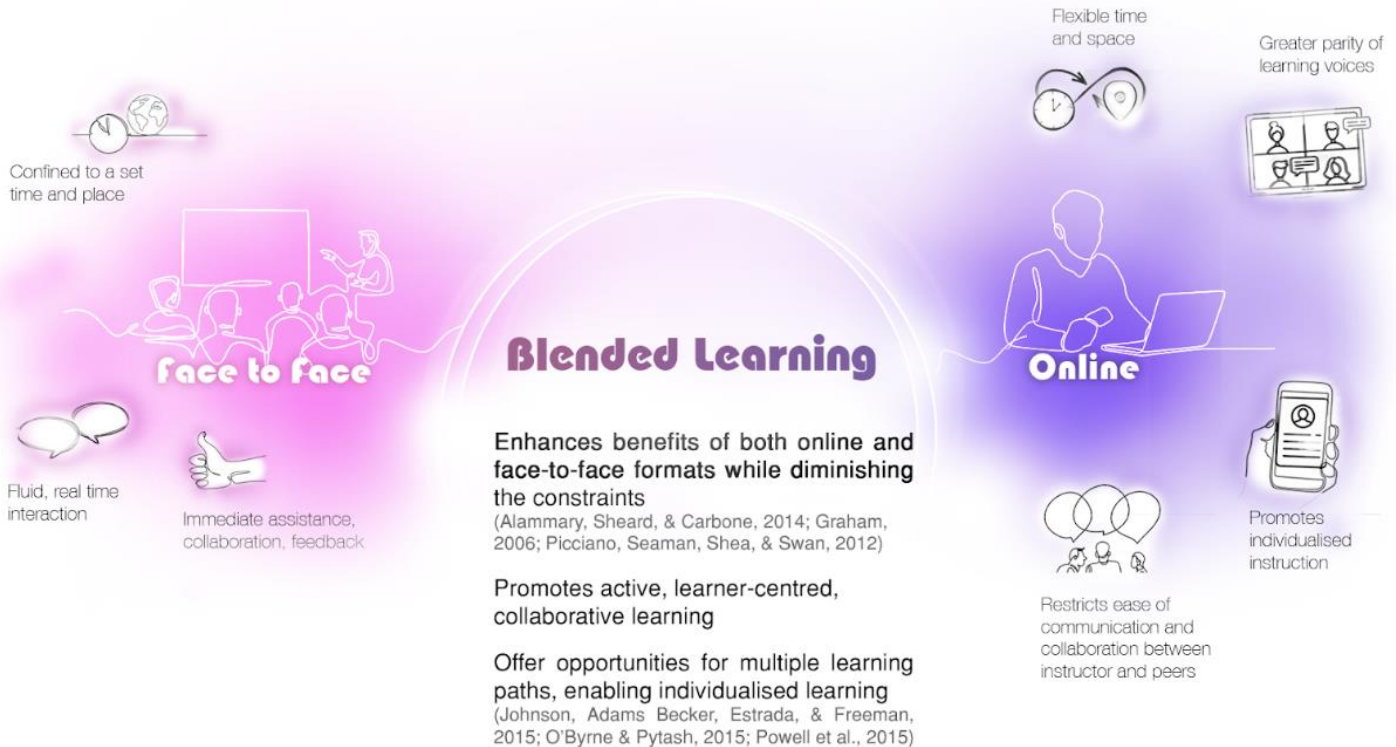 Confined to a set
time and place
Face to Face
Fluid, real time
interaction
Immediate assistance,
collaboration, feedback
Blended Learning
Enhances benefits of both online and
face-to-face formats while diminishing
the constraints
(Alammary, Sheard, & Carbone, 2014; Graham,
2006; Picciano, Seaman, Shea, & Swan, 2012)
Promotes active, learner-centred,
collaborative learning
Offer opportunities for multiple learning
paths, enabling individualised learning
(Johnson, Adams Becker, Estrada, & Freeman,
2015; O'Byrne & Pytash, 2015; Powell et al., 2015)
Flexible time
and space
Greater parity of
learning voices
Online
Promotes
individualised
instruction
Restricts ease of
communication and
collaboration between
instructor and peers